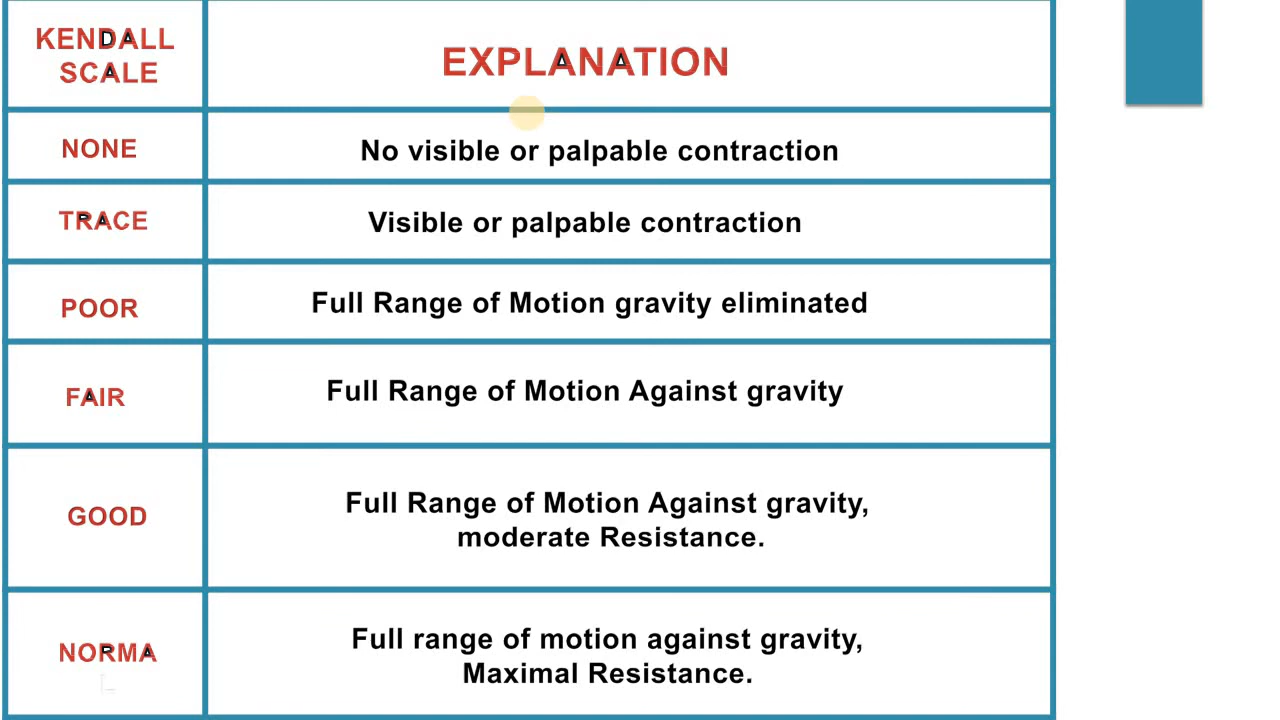 KENDALL
SCALE
EXPLANATION
NONE
No visible or palpable contraction
TRACE
Visible or palpable contraction
POOR
Full Range of Motion gravity eliminated
FAIR
Full Range of Motion Against gravity
GOOD
Full Range of Motion Against gravity,
moderate Resistance.
NORMA
L
Full range of motion against gravity,
Maximal Resistance.